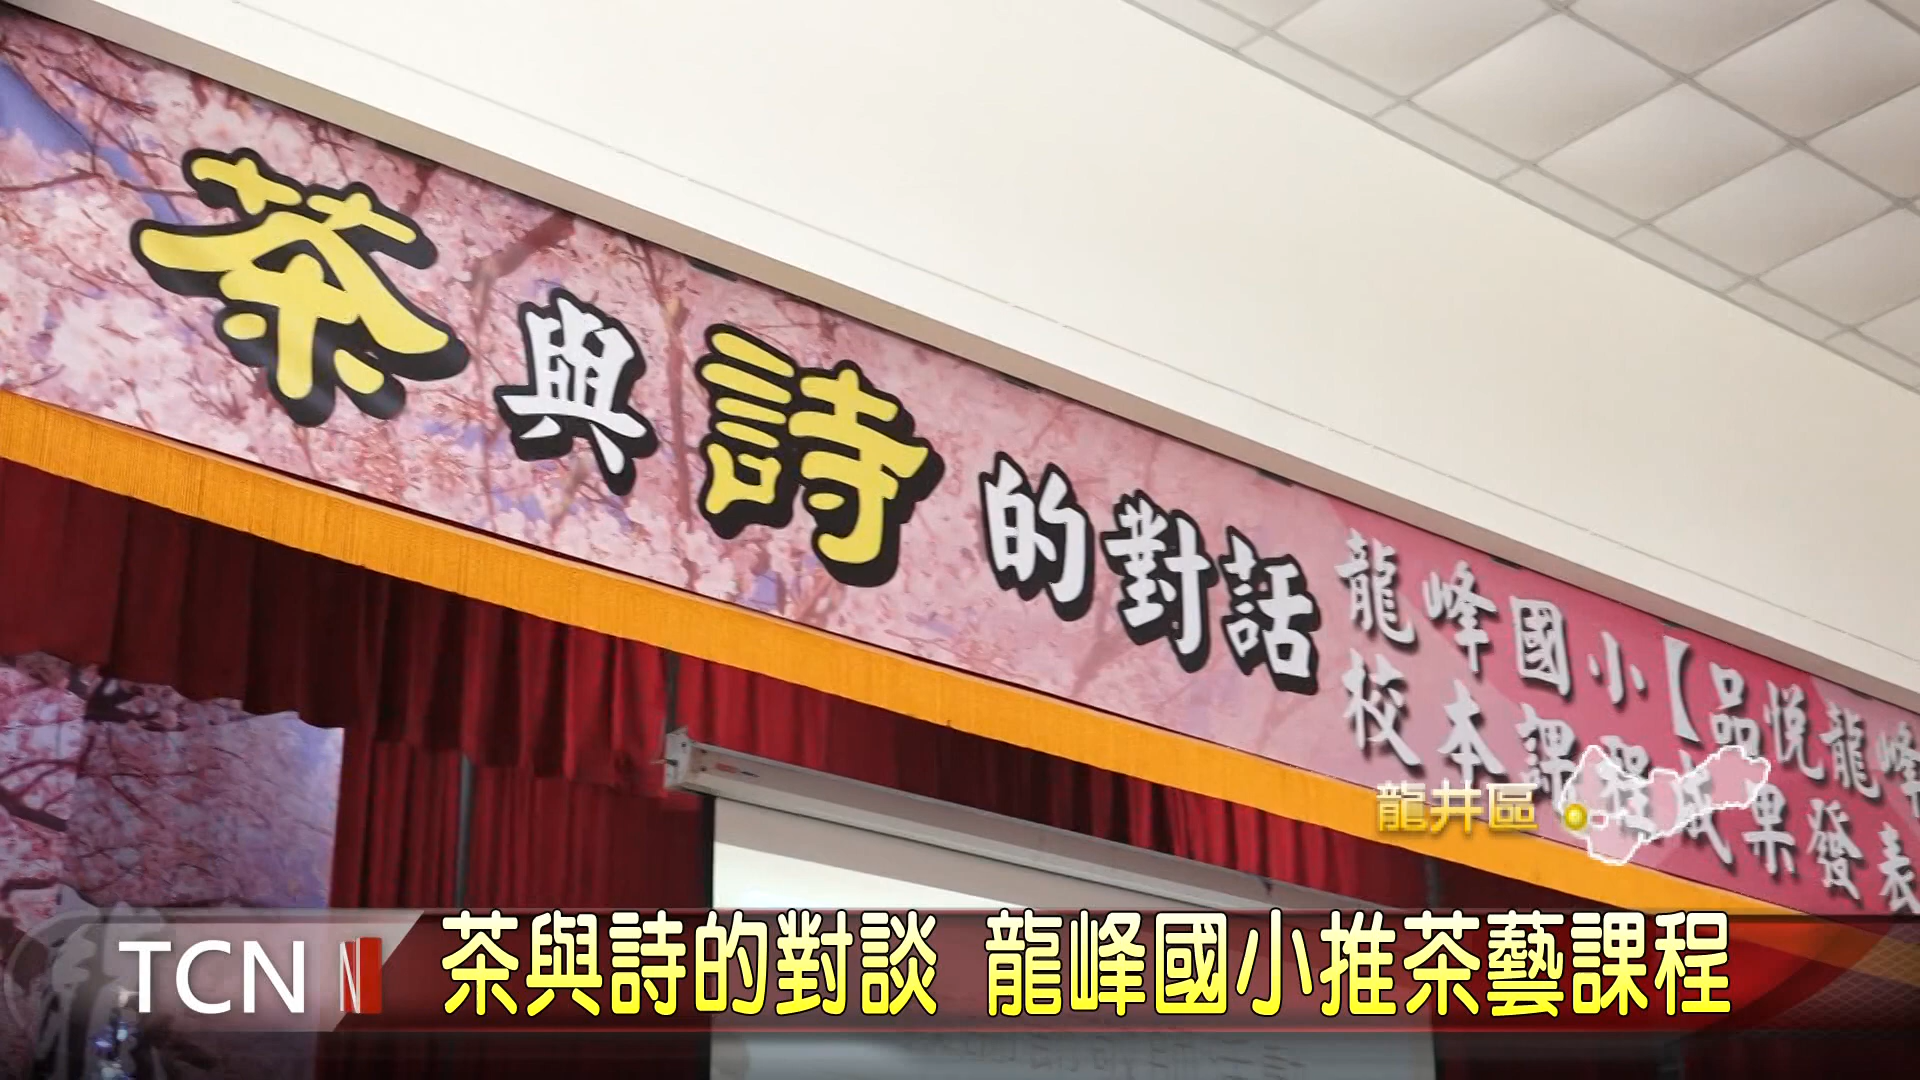 茶與詩的對話
龍峰國小【品悅龍峰
校本課程成果發表
龍井區
TCN
茶與詩的對談 龍峰國小推茶藝課程